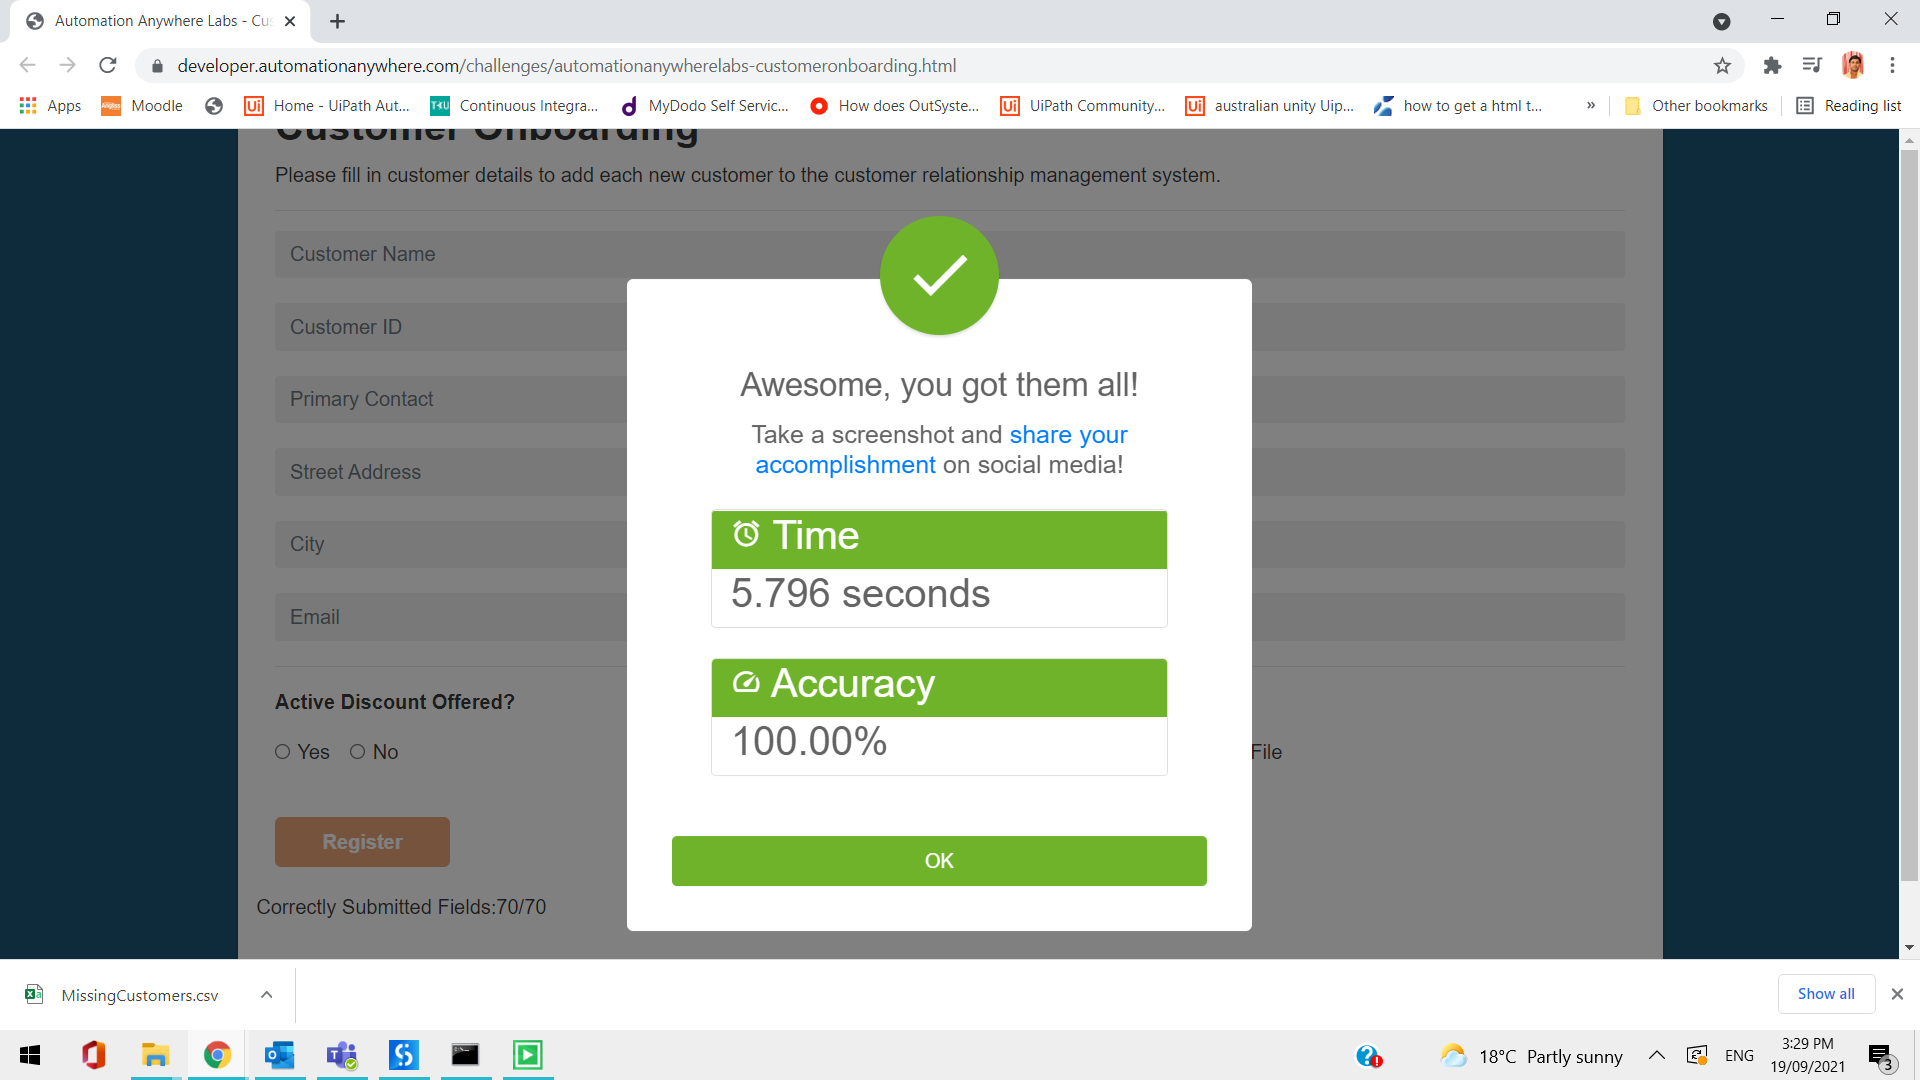 Automation Anywhere Labs - Cus
developer.automationanywhere.com/challenges/automationanywherelabs-customeronboarding.html
Apps Moodle Home - UiPath Aut... Continuous Integra... MyDodo Self Servic... How does OutSyste... UiPath Community... australian unity Uip... how to get a html t... » Other bookmarks Reading list
Customer Onboarding
Please fill in customer details to add each new customer to the customer relationship management system.
Customer Name
Customer ID
Primary Contact
Street Address
City
Email
Active Discount Offered?
Yes No
File
Register
Correctly Submitted Fields:70/70
Awesome, you got them all!
Take a screenshot and share your
accomplishment on social media!
Time
5.796 seconds
Accuracy
100.00%
OK
MissingCustomers.csv
Show all
18°C Partly sunny
ENG
3:29 PM
19/09/2021
3